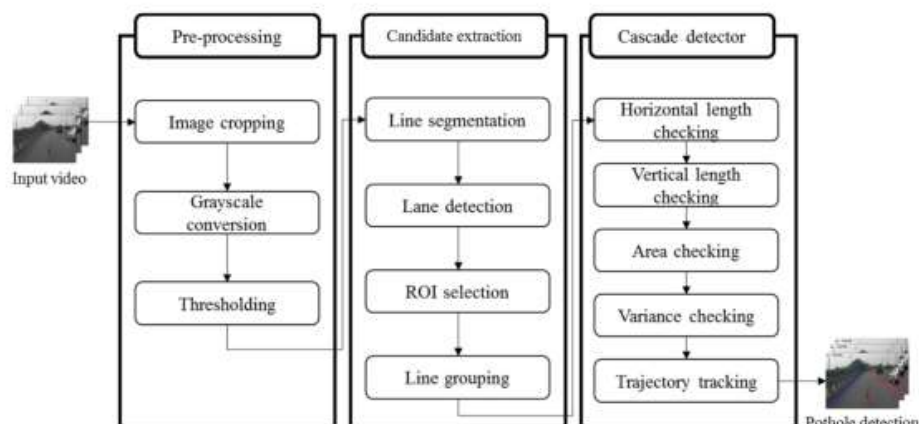 Pre-processing
Candidate extraction
Cascade detector
Input video
Image cropping
Grayscale
conversion
Thresholding
Line segmentation
Lane detection
ROI selection
Line grouping
Horizontal length
checking
Vertical length
checking
Area checking
Variance checking
Trajectory tracking
Pothole detection